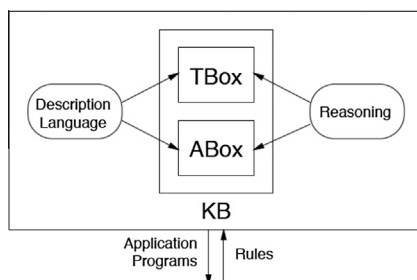 TBox
Description
Language
Reasoning
ABox
KB
Application
Programs
Rules